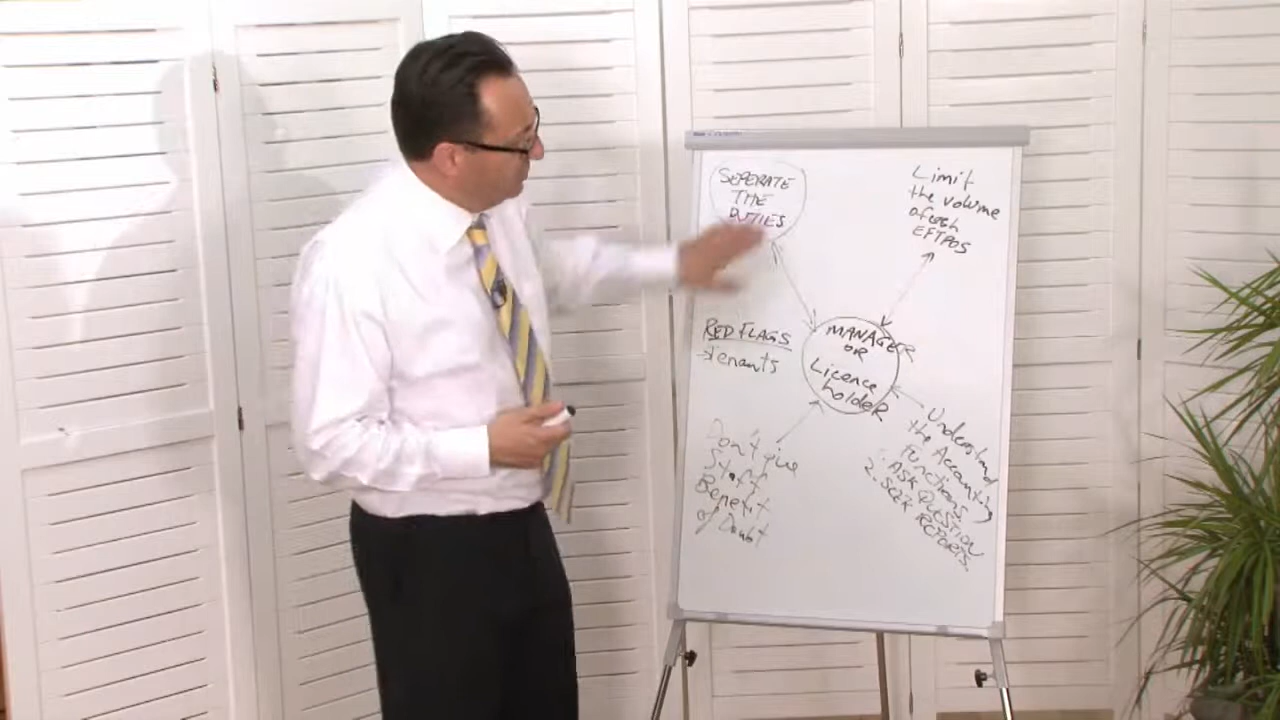 SEPERATE
THE
DUTIES
Limit
the volume
of cash
EFTPOS
RED FLAGS
→ Tenants
MANAGER
OR
Licence
holdeR
Don't give
Staff
Benefit
of Doubt
Understand
the Accounting
functions.
1. ASK QUESTION
2. SEEK REPORTS.